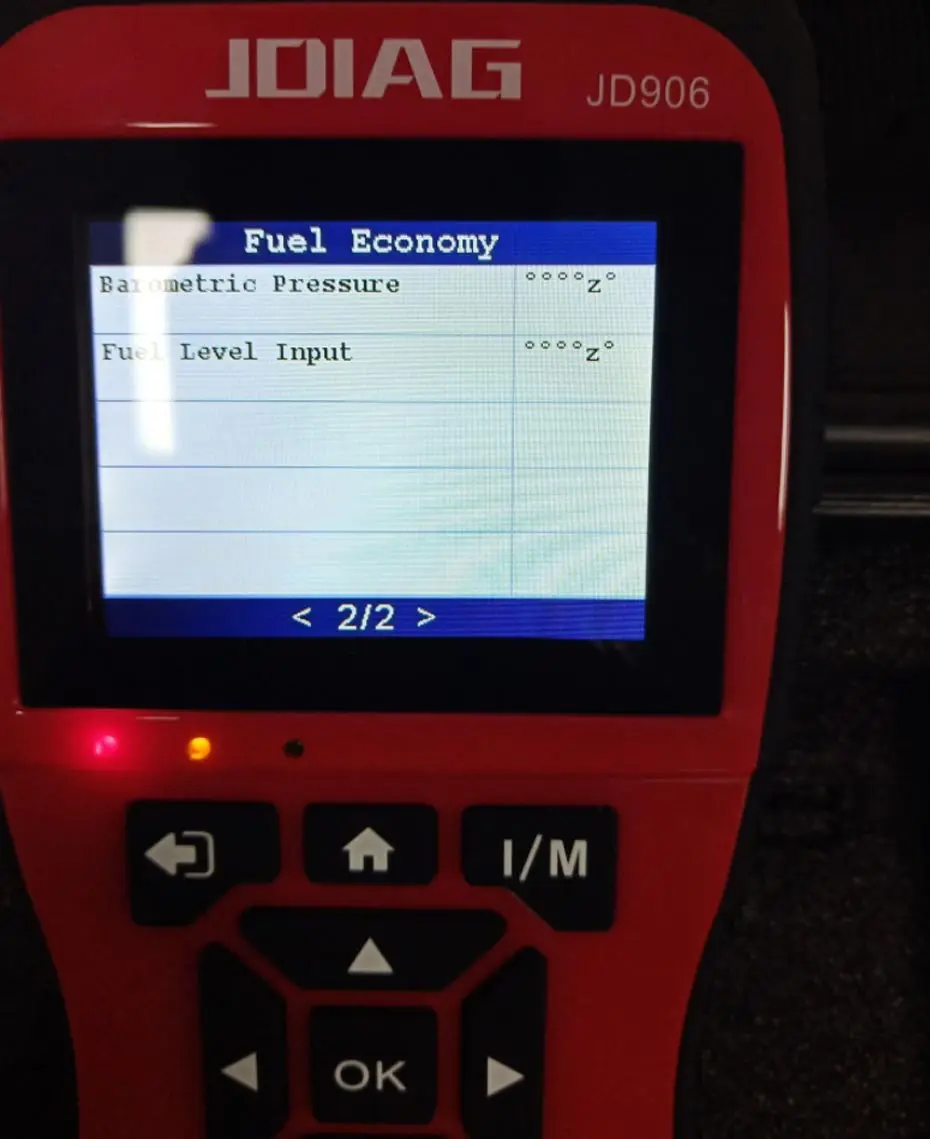 JDIAG
JD906
Fuel Economy
Barometric Pressure °°°°z°
Fuel Level Input °°°°z°
< 2/2 >
I/M
OK